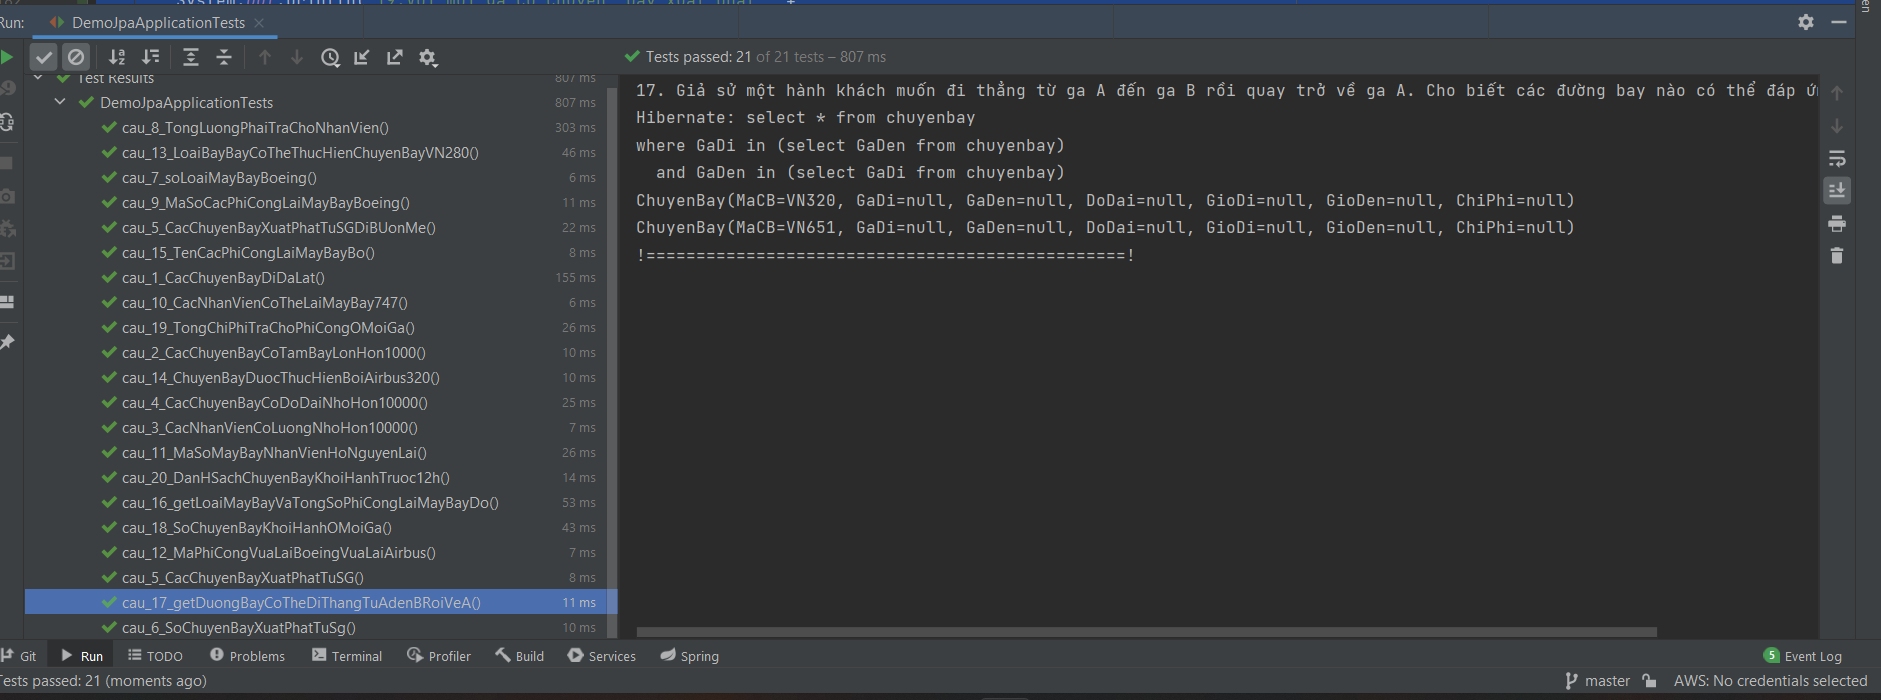 Run:
DemoJpaApplicationTests
Tests passed: 21 of 21 tests – 807 ms
Test Results 807 ms
DemoJpaApplicationTests 807 ms
cau_8_TongLuongPhaiTraChoNhanVien() 303 ms
cau_13_LoaiBayBayCoTheThucHienChuyenBayVN280() 46 ms
cau_7_soLoaiMayBayBoeing() 6 ms
cau_9_MaSoCacPhiCongLaiMayBayBoeing() 11 ms
cau_5_CacChuyenBayXuatPhatTuSGDiBUonMe() 22 ms
cau_15_TenCacPhiCongLaiMayBayBo() 8 ms
cau_1_CacChuyenBayDiDaLat() 155 ms
cau_10_CacNhanVienCoTheLaiMayBay747() 6 ms
cau_19_TongChiPhiTraChoPhiCongOMoiGa() 26 ms
cau_2_CacChuyenBayCoTamBayLonHon1000() 10 ms
cau_14_ChuyenBayDuocThucHienBoiAirbus320() 10 ms
cau_4_CacChuyenBayCoDoDaiNhoHon10000() 25 ms
cau_3_CacNhanVienCoLuongNhoHon10000() 7 ms
cau_11_MaSoMayBayNhanVienHoNguyenLai() 26 ms
cau_20_DanHSachChuyenBayKhoiHanhTruoc12h() 14 ms
cau_16_getLoaiMayBayVaTongSoPhiCongLaiMayBayDo() 53 ms
cau_18_SoChuyenBayKhoiHanhOMoiGa() 43 ms
cau_12_MaPhiCongVuaLaiBoeingVuaLaiAirbus() 7 ms
cau_5_CacChuyenBayXuatPhatTuSG() 8 ms
cau_17_getDuongBayCoTheDiThangTuAdenBRoiVeA() 11 ms
cau_6_SoChuyenBayXuatPhatTuSg() 10 ms
17. Giả sử một hành khách muốn đi thẳng từ ga A đến ga B rồi quay trở về ga A. Cho biết các đường bay nào có thể đáp
Hibernate: select * from chuyenbay
where GaDi in (select GaDen from chuyenbay)
and GaDen in (select GaDi from chuyenbay)
ChuyenBay(MaCB=VN320, GaDi=null, GaDen=null, DoDai=null, GioDi=null, GioDen=null, ChiPhi=null)
ChuyenBay(MaCB=VN651, GaDi=null, GaDen=null, DoDai=null, GioDi=null, GioDen=null, ChiPhi=null)
!================================================!
Git Run TODO Problems Terminal Profiler Build Services Spring 5 Event Log
Tests passed: 21 (moments ago) master AWS: No credentials selected